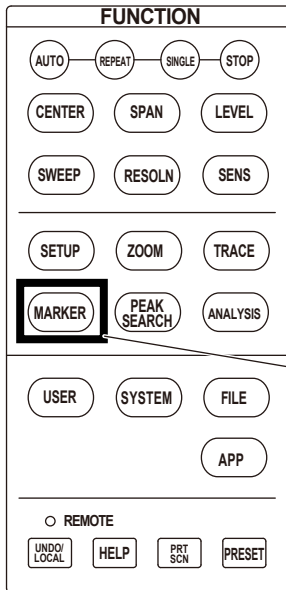 FUNCTION
AUTO REPEAT SINGLE STOP
CENTER SPAN LEVEL
SWEEP RESOLN SENS
SETUP ZOOM TRACE
MARKER PEAK SEARCH ANALYSIS
USER SYSTEM FILE
APP
REMOTE
UNDO/ LOCAL HELP PRT SCN PRESET